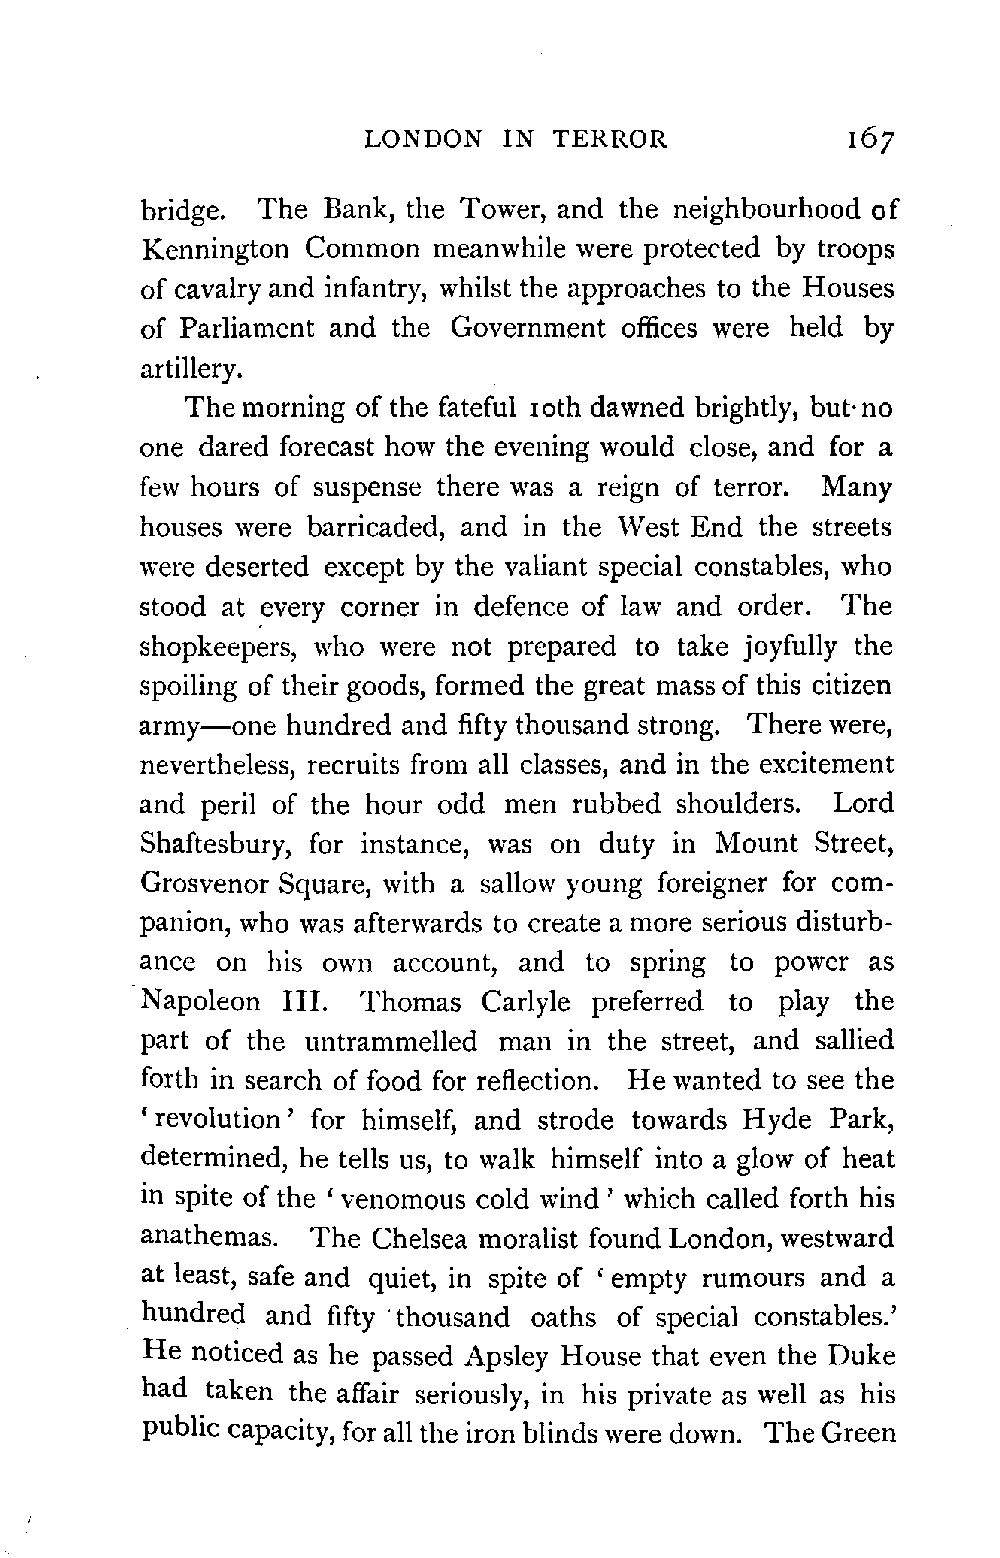 LONDON IN TERROR 167
bridge. The Bank, the Tower, and the neighbourhood of
Kennington Common meanwhile were protected by troops
of cavalry and infantry, whilst the approaches to the Houses
of Parliament and the Government offices were held by
artillery.
The morning of the fateful 10th dawned brightly, but no
one dared forecast how the evening would close, and for a
few hours of suspense there was a reign of terror. Many
houses were barricaded, and in the West End the streets
were deserted except by the valiant special constables, who
stood at every corner in defence of law and order. The
shopkeepers, who were not prepared to take joyfully the
spoiling of their goods, formed the great mass of this citizen
army—one hundred and fifty thousand strong. There were,
nevertheless, recruits from all classes, and in the excitement
and peril of the hour odd men rubbed shoulders. Lord
Shaftesbury, for instance, was on duty in Mount Street,
Grosvenor Square, with a sallow young foreigner for com-
panion, who was afterwards to create a more serious disturb-
ance on his own account, and to spring to power as
Napoleon III. Thomas Carlyle preferred to play the
part of the untrammelled man in the street, and sallied
forth in search of food for reflection. He wanted to see the
'revolution' for himself, and strode towards Hyde Park,
determined, he tells us, to walk himself into a glow of heat
in spite of the 'venomous cold wind' which called forth his
anathemas. The Chelsea moralist found London, westward
at least, safe and quiet, in spite of 'empty rumours and a
hundred and fifty thousand oaths of special constables.'
He noticed as he passed Apsley House that even the Duke
had taken the affair seriously, in his private as well as his
public capacity, for all the iron blinds were down. The Green